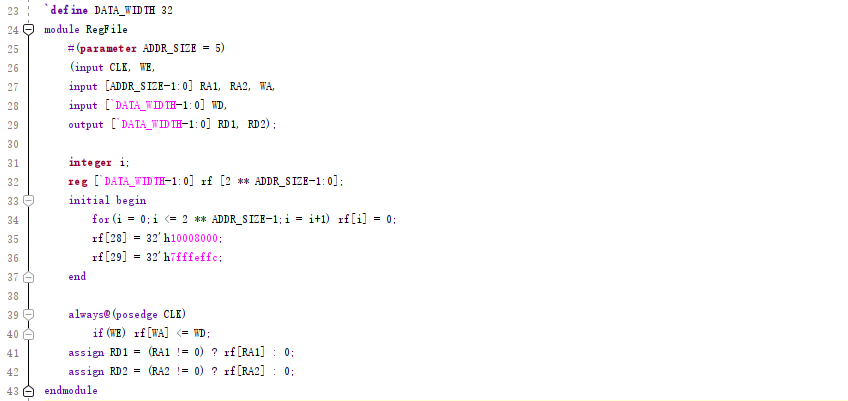 23 `define DATA_WIDTH 32
24 module RegFile
25     #(parameter ADDR_SIZE = 5)
26     (input CLK, WE,
27     input [ADDR_SIZE-1:0] RA1, RA2, WA,
28     input [`DATA_WIDTH-1:0] WD,
29     output [`DATA_WIDTH-1:0] RD1, RD2);
30
31     integer i;
32     reg [`DATA_WIDTH-1:0] rf [2 ** ADDR_SIZE-1:0];
33     initial begin
34         for(i = 0;i <= 2 ** ADDR_SIZE-1;i = i+1) rf[i] = 0;
35         rf[28] = 32'h10008000;
36         rf[29] = 32'h7fffeffc;
37     end
38
39     always@(posedge CLK)
40         if(WE) rf[WA] <= WD;
41     assign RD1 = (RA1 != 0) ? rf[RA1] : 0;
42     assign RD2 = (RA2 != 0) ? rf[RA2] : 0;
43 endmodule